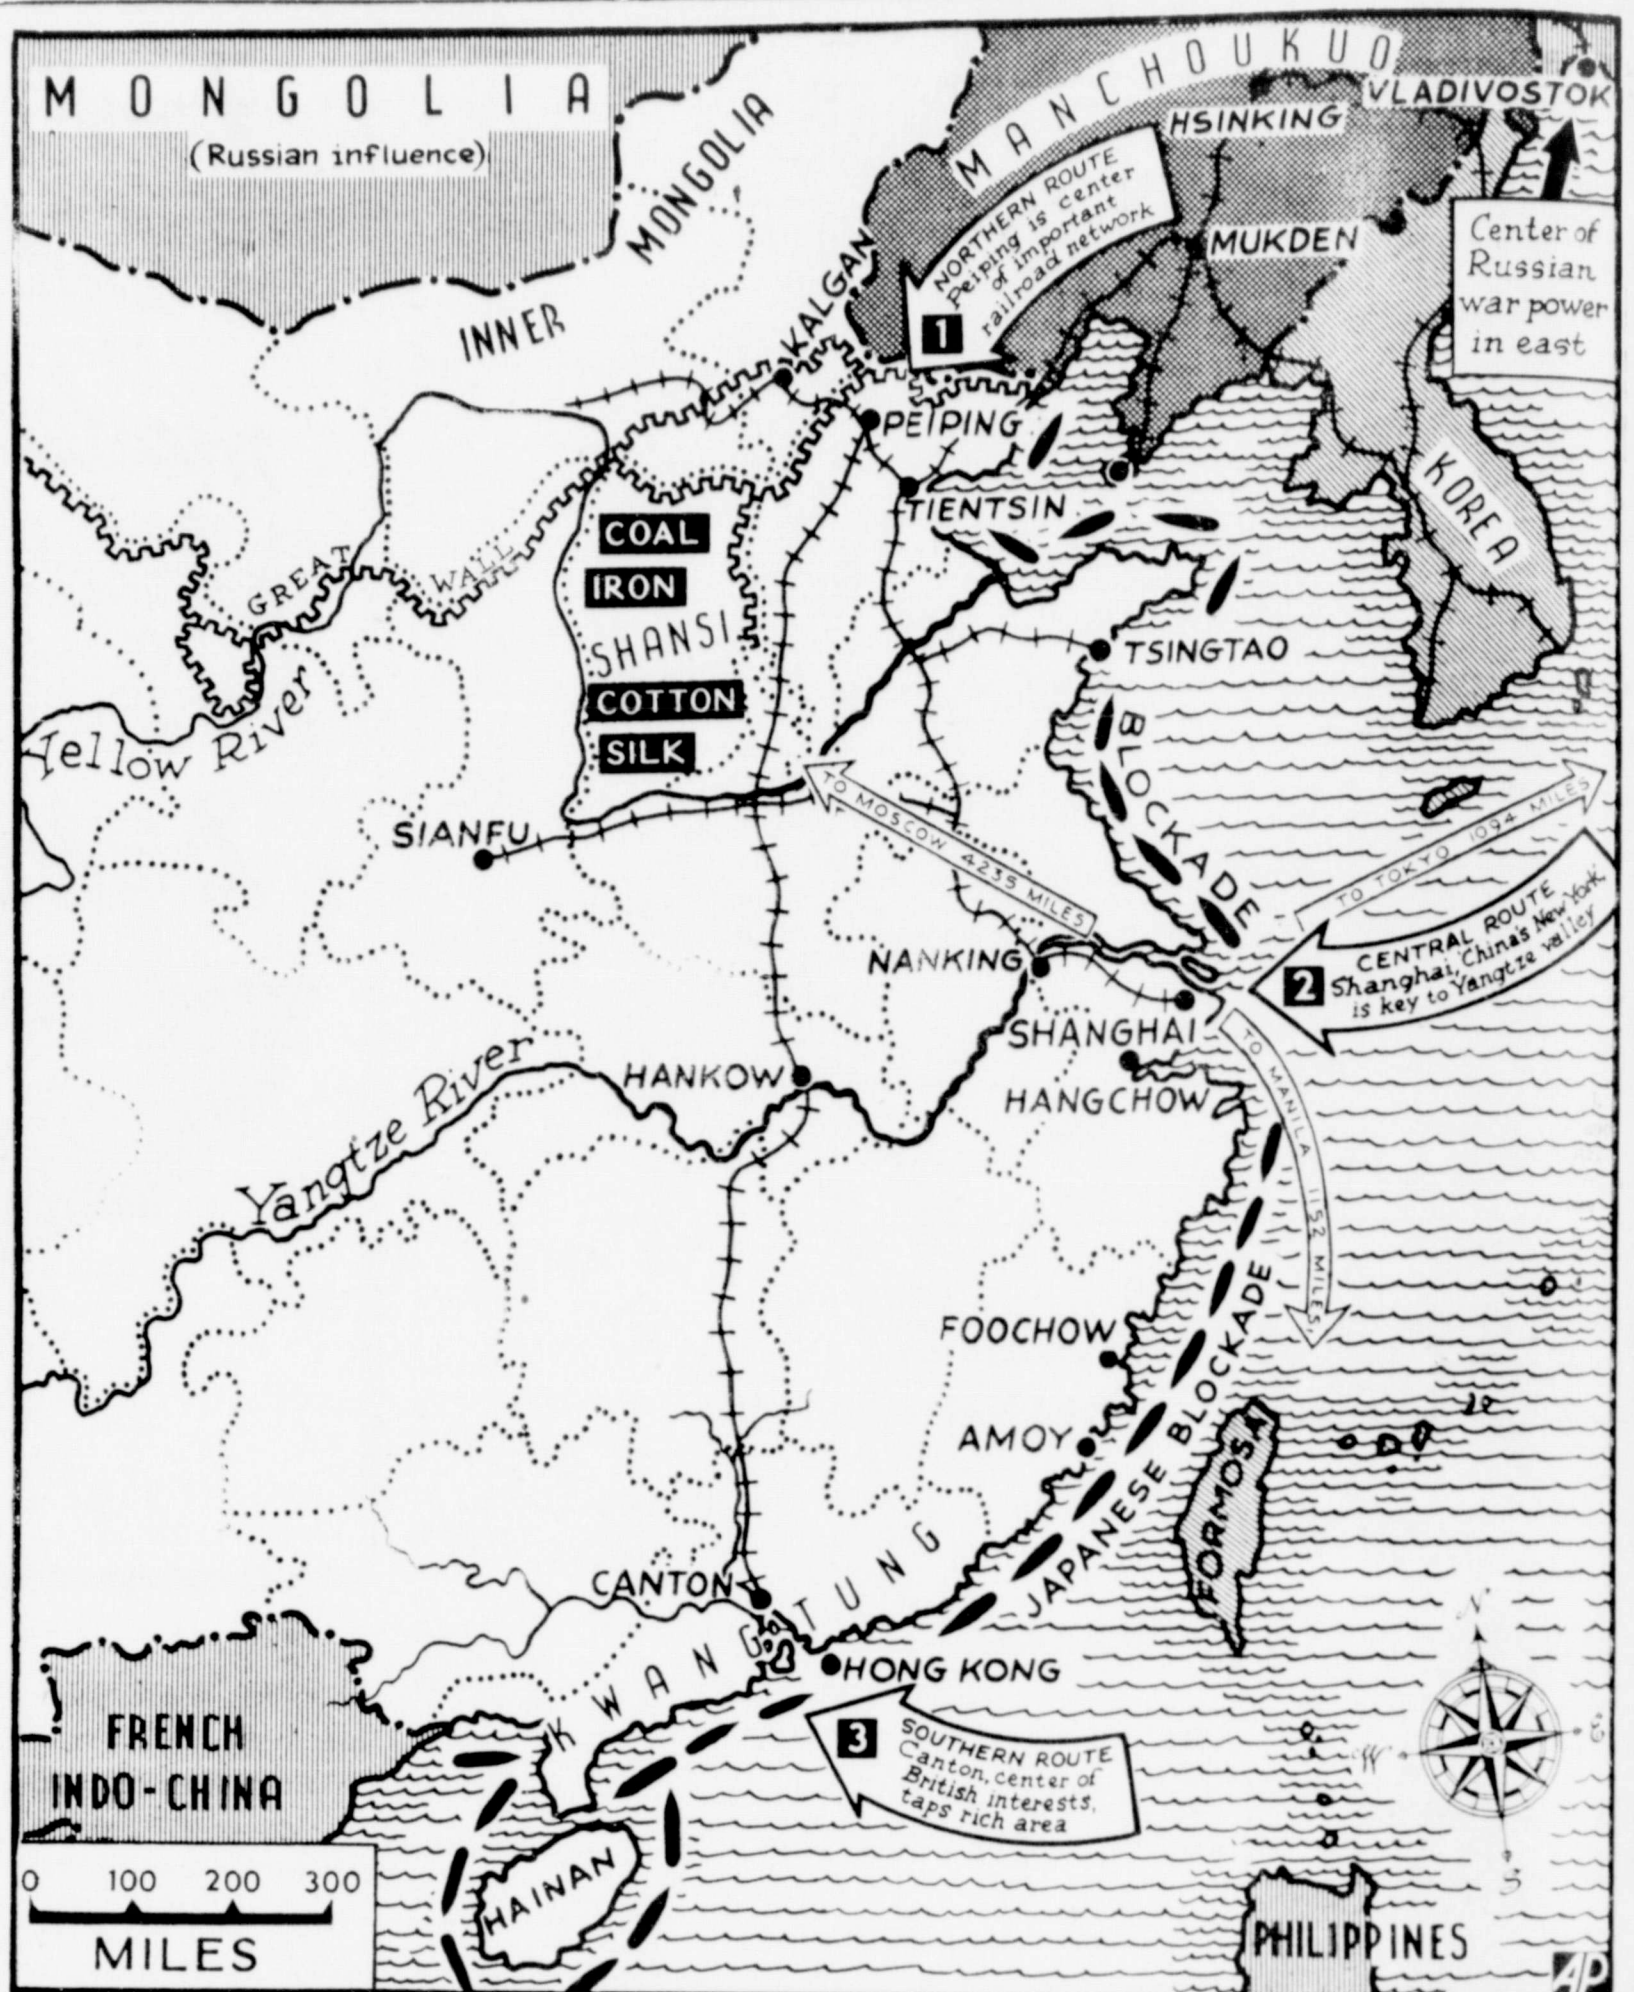 MONGOLIA
(Russian influence)
INNER
MONGOLIA
MANCHOUKUO
VLADIVOSTOK
HSINKING
MUKDEN
Center of
Russian
war power
in east
1
NORTHERN ROUTE
Peiping is center
of important
railroad network
KALGAN
PEIPING
TIENTSIN
KOREA
GREAT
WALL
COAL
IRON
SHANSI
COTTON
SILK
TSINGTAO
Yellow River
BLOCKADE
SIANFU
TO MOSCOW 4235 MILES
TO TOKYO 1094 MILES
2
CENTRAL ROUTE
Shanghai, China's New York,
is key to Yangtze valley
NANKING
SHANGHAI
HANGCHOW
HANKOW
Yangtze River
TO MANILA 1152 MILES
FOOCHOW
AMOY
JAPANESE BLOCKADE
FORMOSA
CANTON
KWANGTUNG
HONG KONG
3
SOUTHERN ROUTE
Canton, center of
British interests,
taps rich area
FRENCH
INDO-CHINA
HAINAN
0 100 200 300
MILES
N
W
E
S
PHILIPPINES
AP